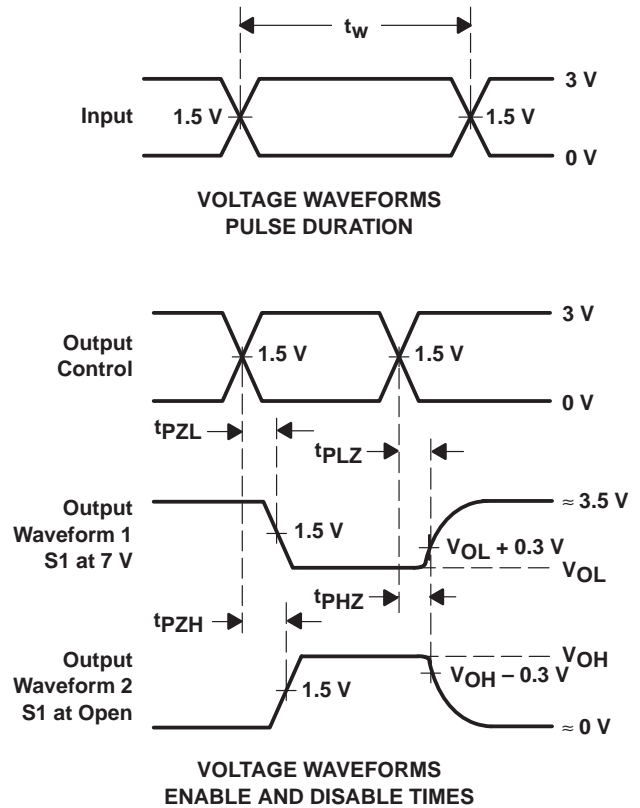 tw
3 V
Input
1.5 V
1.5 V
0 V
VOLTAGE WAVEFORMS
PULSE DURATION
3 V
Output
Control
1.5 V
1.5 V
0 V
tPZL
tPLZ
Output
Waveform 1
S1 at 7 V
≈ 3.5 V
1.5 V
VOL + 0.3 V
VOL
tPZH
tPHZ
Output
Waveform 2
S1 at Open
VOH
VOH – 0.3 V
1.5 V
≈ 0 V
VOLTAGE WAVEFORMS
ENABLE AND DISABLE TIMES